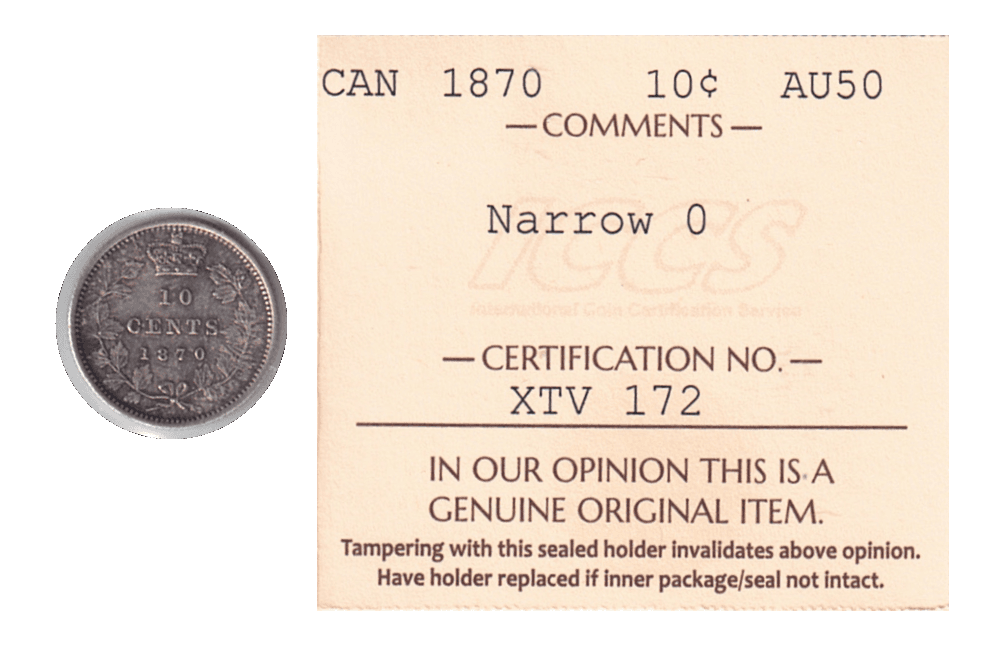 10
CENTS
1870
CAN 1870 10¢ AU50
—COMMENTS—
Narrow 0
ICCS
International Coin Certification Service
—CERTIFICATION NO.—
XTV 172
IN OUR OPINION THIS IS A
GENUINE ORIGINAL ITEM.
Tampering with this sealed holder invalidates above opinion.
Have holder replaced if inner package/seal not intact.